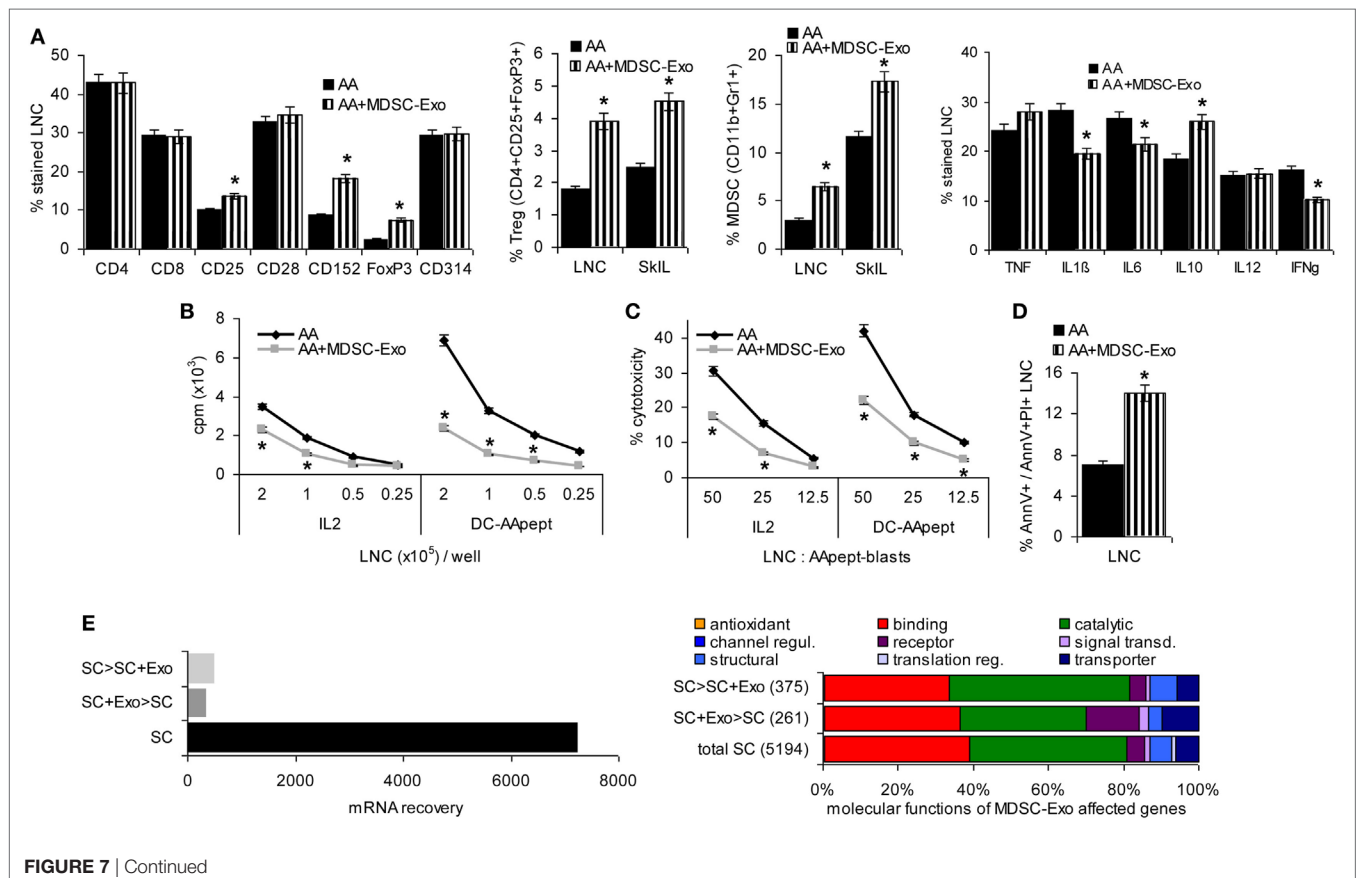 A
50
40
30
20
10
0
% stained LNC
AA
AA+MDSC-Exo
*
*
*
CD4 CD8 CD25 CD28 CD152 FoxP3 CD314
6
5
4
3
2
1
0
% Treg (CD4+CD25+FoxP3+)
AA
AA+MDSC-Exo
*
*
LNC SkIL
20
15
10
5
0
% MDSC (CD11b+Gr1+)
AA
AA+MDSC-Exo
*
*
LNC SkIL
40
30
20
10
0
% stained LNC
AA
AA+MDSC-Exo
*
*
*
*
TNF IL1ß IL6 IL10 IL12 IFNg
B
8
6
4
2
0
cpm (x10³)
AA
AA+MDSC-Exo
* * * * *
2 1 0.5 0.25 2 1 0.5 0.25
IL2 DC-AApept
LNC (x10⁵) / well
C
40
30
20
10
0
% cytotoxicity
AA
AA+MDSC-Exo
* * * * *
50 25 12.5 50 25 12.5
IL2 DC-AApept
LNC : AApept-blasts
D
AA
AA+MDSC-Exo
16
12
8
4
0
% AnnV+ / AnnV+PI+ LNC
*
LNC
E
SC>SC+Exo
SC+Exo>SC
SC
0 2000 4000 6000 8000
mRNA recovery
antioxidant binding catalytic
channel regul. receptor signal transd.
structural translation reg. transporter
SC>SC+Exo (375)
SC+Exo>SC (261)
total SC (5194)
0% 20% 40% 60% 80% 100%
molecular functions of MDSC-Exo affected genes
FIGURE 7 | Continued